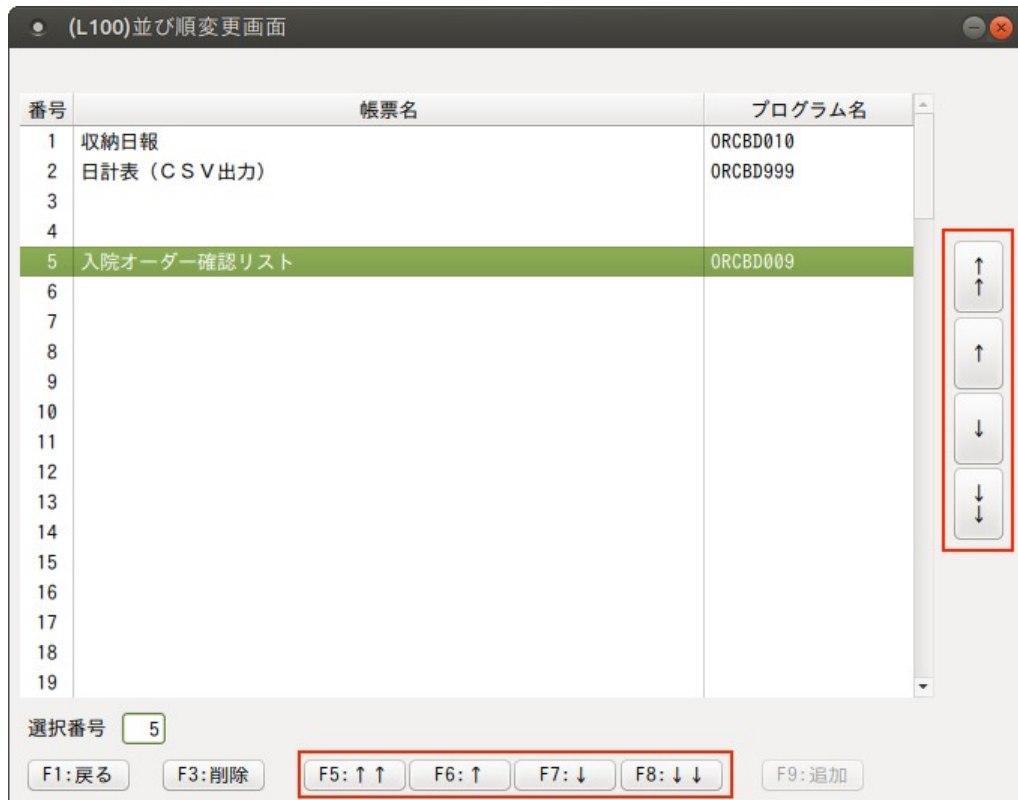 (L100)並び順変更画面
番号 帳票名 プログラム名
1 収納日報 ORCBD010
2 日計表(CSV出力) ORCBD999
3
4
5 入院オーダー確認リスト ORCBD009
6
↑↑
7
8
↑
9
10
↓
11
12
13
↓↓
14
15
16
17
18
19
選択番号 5
F1:戻る F3:削除 F5:↑↑ F6:↑ F7:↓ F8:↓↓ F9:追加